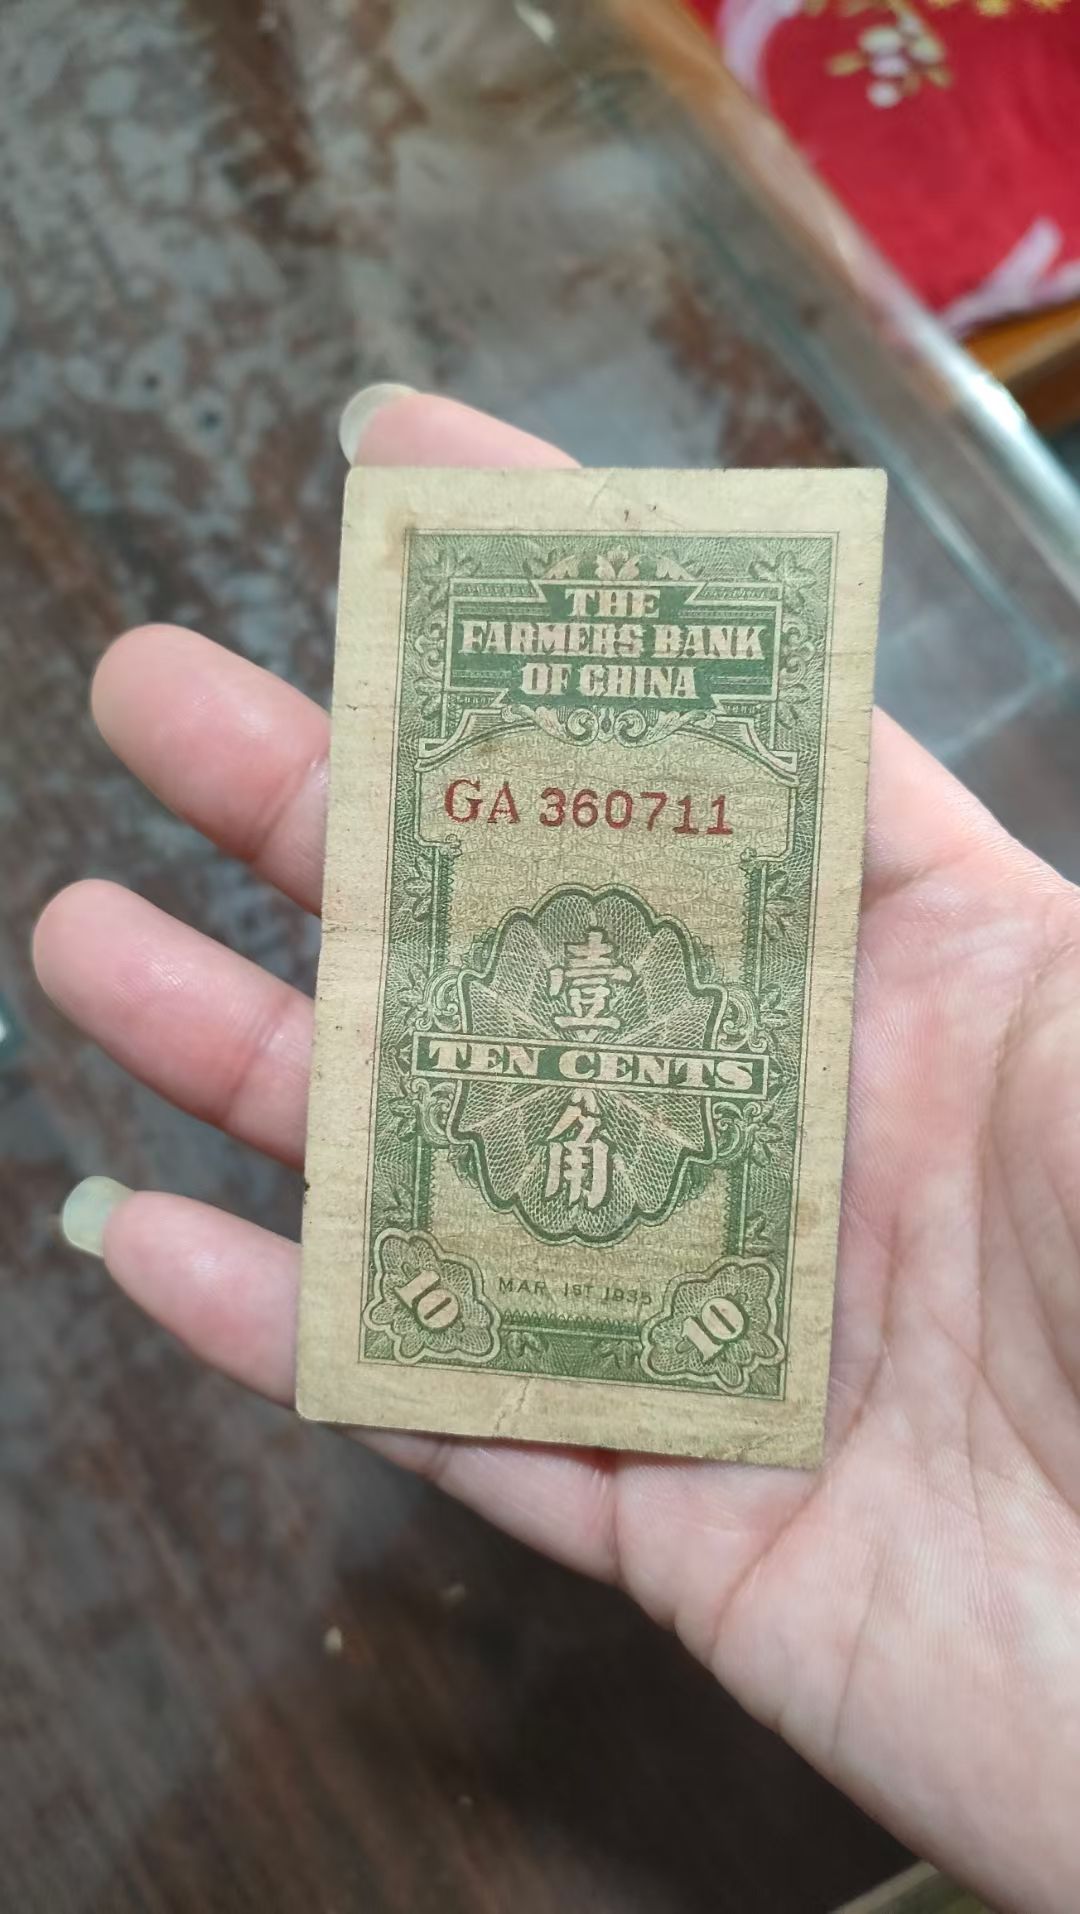 THE
FARMERS BANK
OF CHINA
GA 360711
壹
TEN CENTS
角
MAR. 1ST 1935
10
10